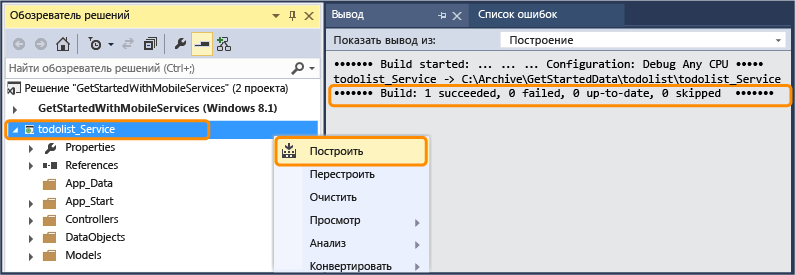 Обозреватель решений
Найти обозреватель решений (Ctrl+;)
Решение "GetStartedWithMobileServices" (2 проекта)
GetStartedWithMobileServices (Windows 8.1)
todolist_Service
Properties
References
App_Data
App_Start
Controllers
DataObjects
Models
Построить
Перестроить
Очистить
Просмотр
Анализ
Конвертировать
Вывод
Список ошибок
Показать вывод из:
Построение
••••••• Build started: ... ... ... Configuration: Debug Any CPU •••••
todolist_Service -> C:\Archive\GetStartedData\todolist\todolist_Service
••••••• Build: 1 succeeded, 0 failed, 0 up-to-date, 0 skipped •••••••